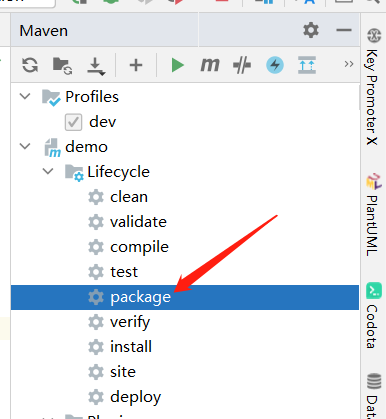 Maven
Profiles
dev
demo
Lifecycle
clean
validate
compile
test
package
verify
install
site
deploy
Key Promoter X
PlantUML
Codota